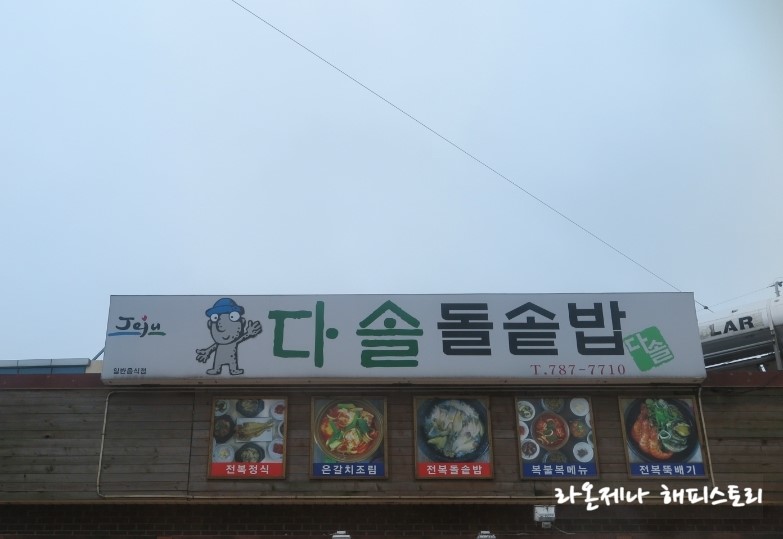 Jeju
일반음식점
다솔돌솥밥
다솔
T.787-7710
LAR
전복정식
은갈치조림
전복돌솥밥
복불복메뉴
전복뚝배기
라온제나 해피스토리